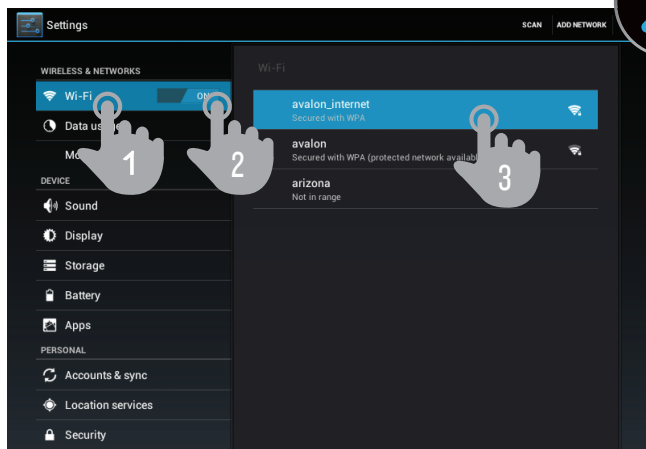 Settings
SCAN
ADD NETWORK
WIRELESS & NETWORKS
Wi-Fi
ON
Data
1
2
DEVICE
Sound
Display
Storage
Battery
Apps
PERSONAL
Accounts & sync
Location services
Security
Wi-Fi
avalon_internet
Secured with WPA
avalon
Secured with WPA (protected network
3
arizona
Not in range